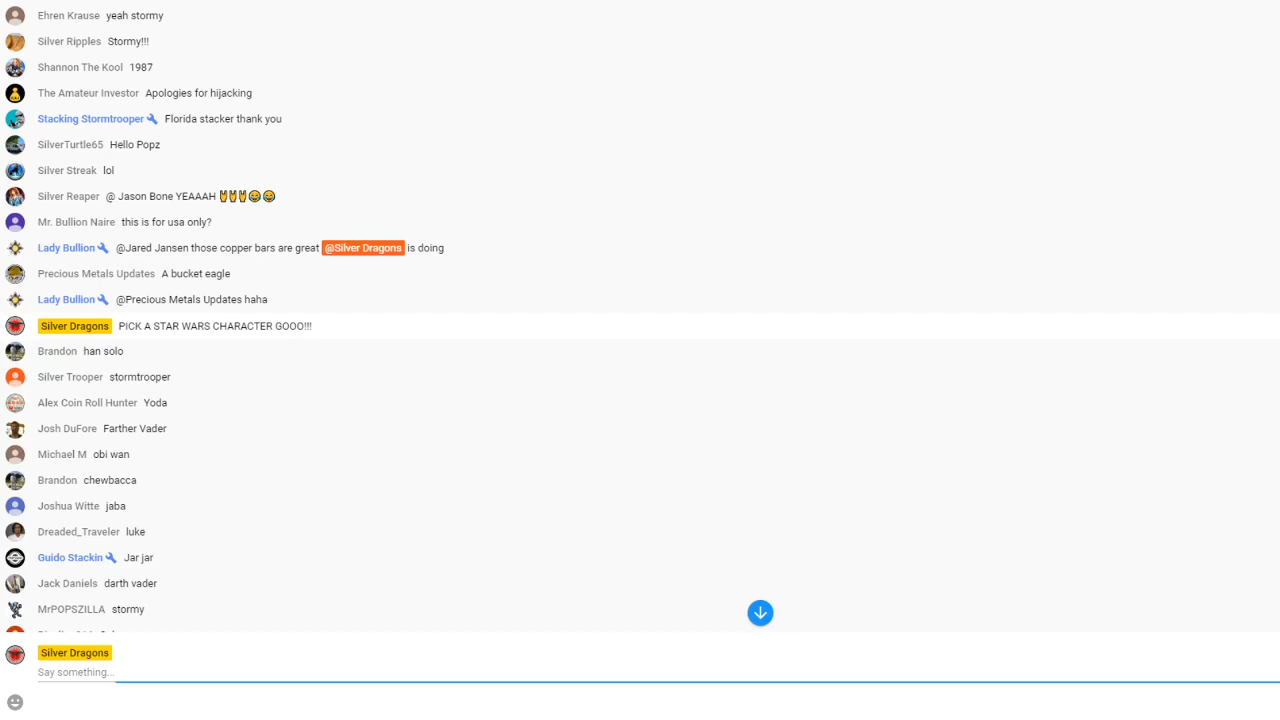 Ehren Krause yeah stormy
Silver Ripples Stormy!!!
Shannon The Kool 1987
The Amateur Investor Apologies for hijacking
Stacking Stormtrooper Florida stacker thank you
SilverTurtle65 Hello Popz
Silver Streak lol
Silver Reaper @ Jason Bone YEAAAH 🤘🤘🤘😂😂
Mr. Bullion Naire this is for usa only?
Lady Bullion @Jared Jansen those copper bars are great @Silver Dragons is doing
Precious Metals Updates A bucket eagle
Lady Bullion @Precious Metals Updates haha
Silver Dragons PICK A STAR WARS CHARACTER GOOO!!!
Brandon han solo
Silver Trooper stormtrooper
Alex Coin Roll Hunter Yoda
Josh DuFore Farther Vader
Michael M obi wan
Brandon chewbacca
Joshua Witte jaba
Dreaded_Traveler luke
Guido Stackin Jar jar
Jack Daniels darth vader
MrPOPSZILLA stormy
Silver Dragons
Say something...